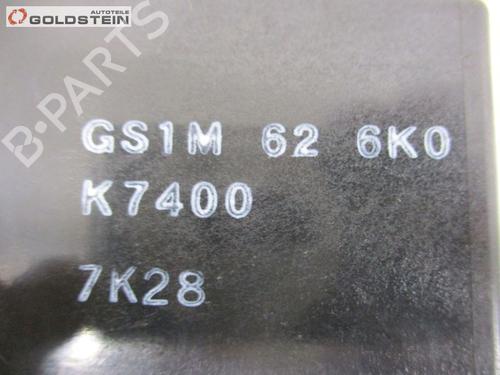 AUTOTEILE
GOLDSTEIN
B-PARTS
GS1M 62 6K0
K7400
7K28